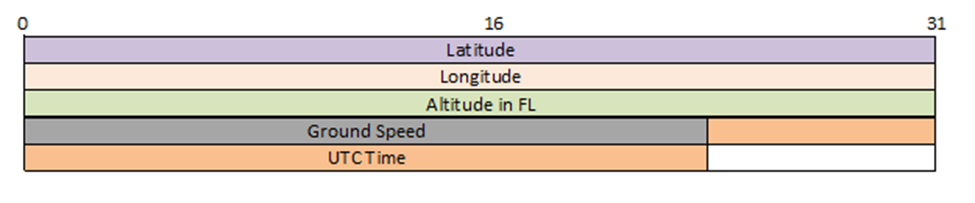 0 16 31
Latitude
Longitude
Altitude in FL
Ground Speed
UTC Time